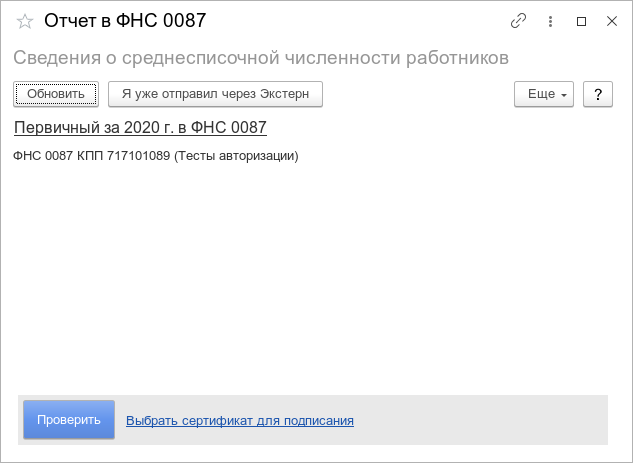 Отчет в ФНС 0087
Сведения о среднесписочной численности работников
Обновить
Я уже отправил через Экстерн
Еще
?
Первичный за 2020 г. в ФНС 0087
ФНС 0087 КПП 717101089 (Тесты авторизации)
Проверить
Выбрать сертификат для подписания